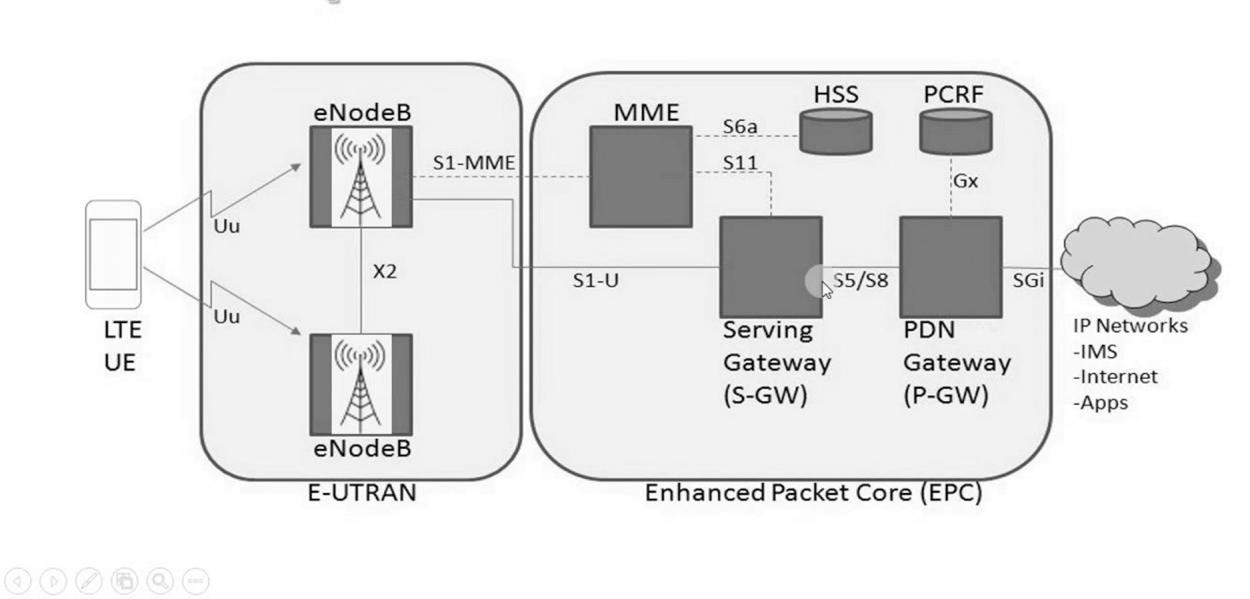 eNodeB
MME
HSS
PCRF
S6a
S1-MME
S11
Gx
Uu
X2
Uu
S1-U
S5/S8
SGi
LTE
UE
Serving
Gateway
(S-GW)
PDN
Gateway
(P-GW)
IP Networks
-IMS
-Internet
-Apps
eNodeB
E-UTRAN
Enhanced Packet Core (EPC)